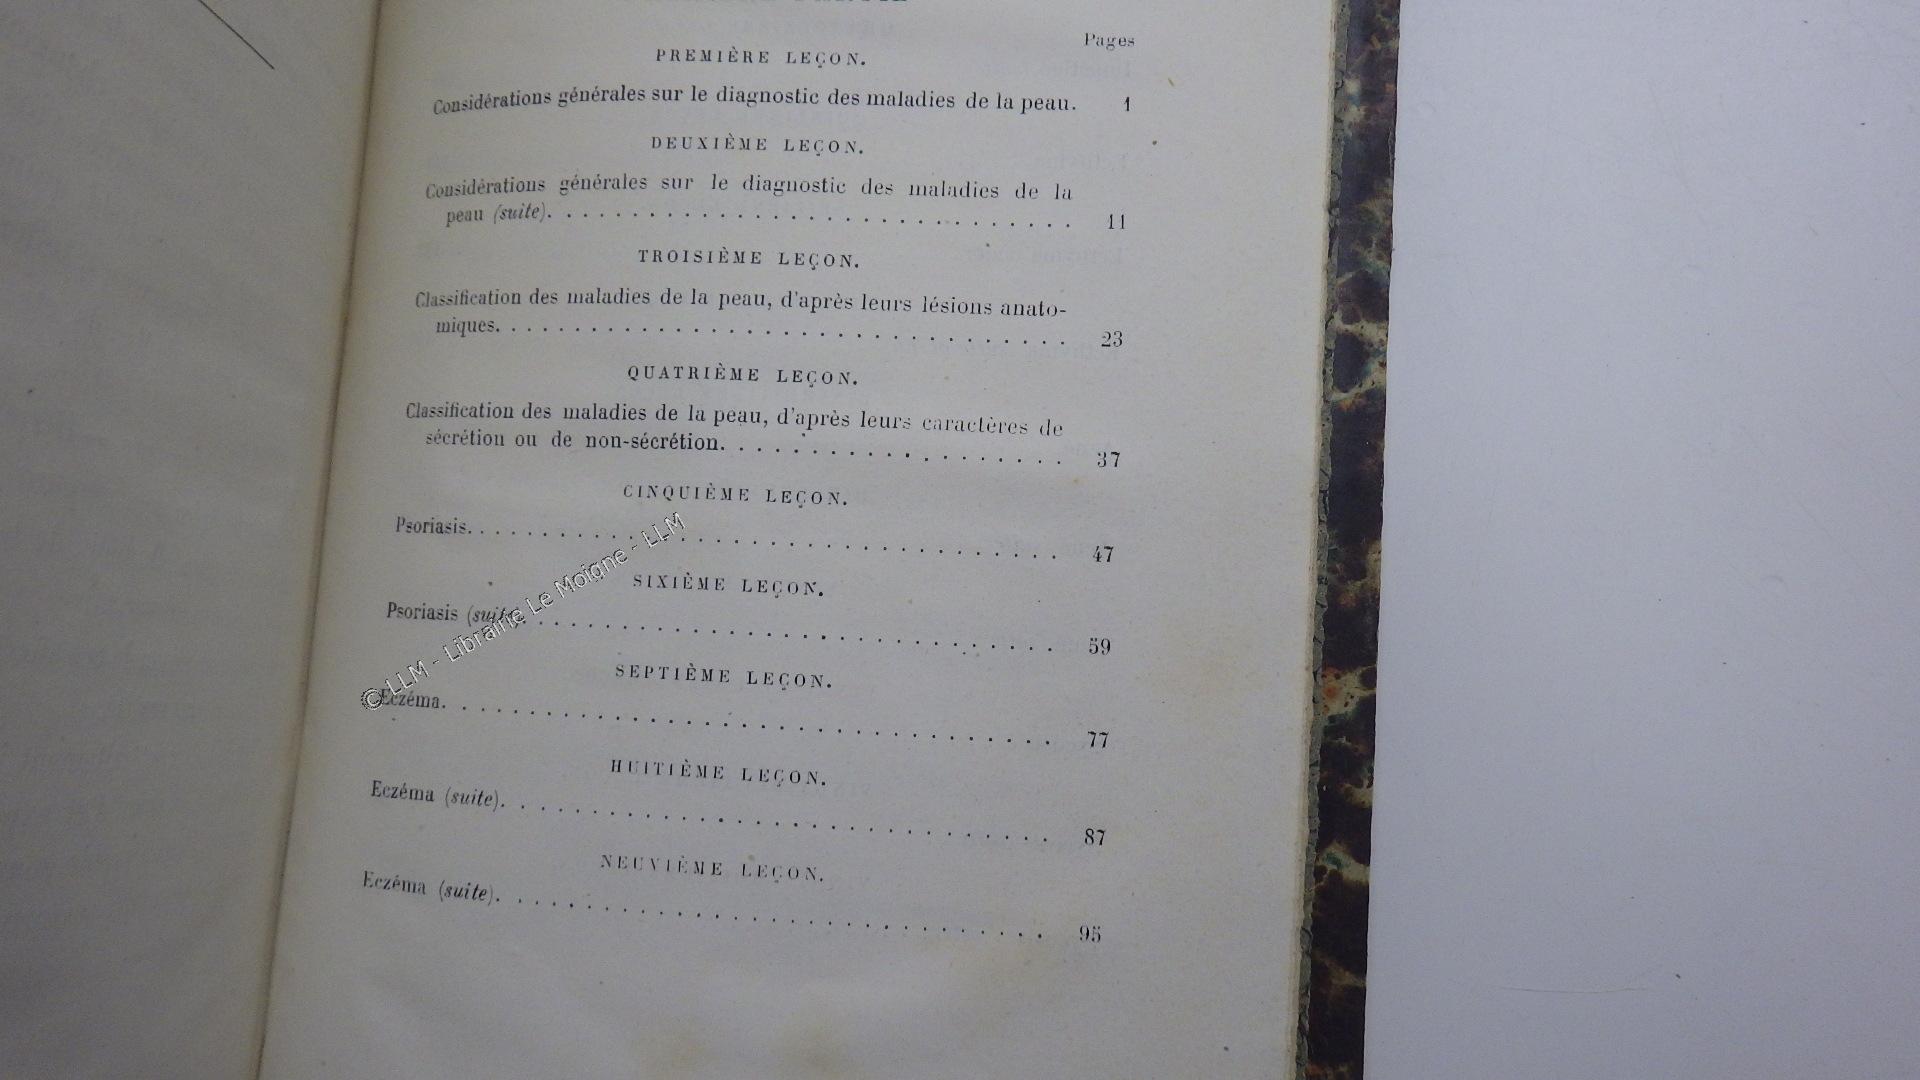 Pages
PREMIÈRE LEÇON.
Considérations générales sur le diagnostic des maladies de la peau. 1
DEUXIÈME LEÇON.
Considérations générales sur le diagnostic des maladies de la
peau (suite). . . . . . . . . . . . . . . . . . . . . . . . . . . . . 11
TROISIÈME LEÇON.
Classification des maladies de la peau, d'après leurs lésions anato-
miques. . . . . . . . . . . . . . . . . . . . . . . . . . . . . . . 23
QUATRIÈME LEÇON.
Classification des maladies de la peau, d'après leurs caractères de
sécrétion ou de non-sécrétion. . . . . . . . . . . . . . . . . . . 37
CINQUIÈME LEÇON.
Psoriasis. . . . . . . . . . . . . . . . . . . . . . . . . . . . . . . . . 47
SIXIÈME LEÇON.
Psoriasis (suite). . . . . . . . . . . . . . . . . . . . . . . . . . . . . 59
SEPTIÈME LEÇON.
Eczéma. . . . . . . . . . . . . . . . . . . . . . . . . . . . . . . . . . 77
HUITIÈME LEÇON.
Eczéma (suite). . . . . . . . . . . . . . . . . . . . . . . . . . . . . . 87
NEUVIÈME LEÇON.
Eczéma (suite). . . . . . . . . . . . . . . . . . . . . . . . . . . . . . 95
© LLM - Librairie Le Moigne - LLM